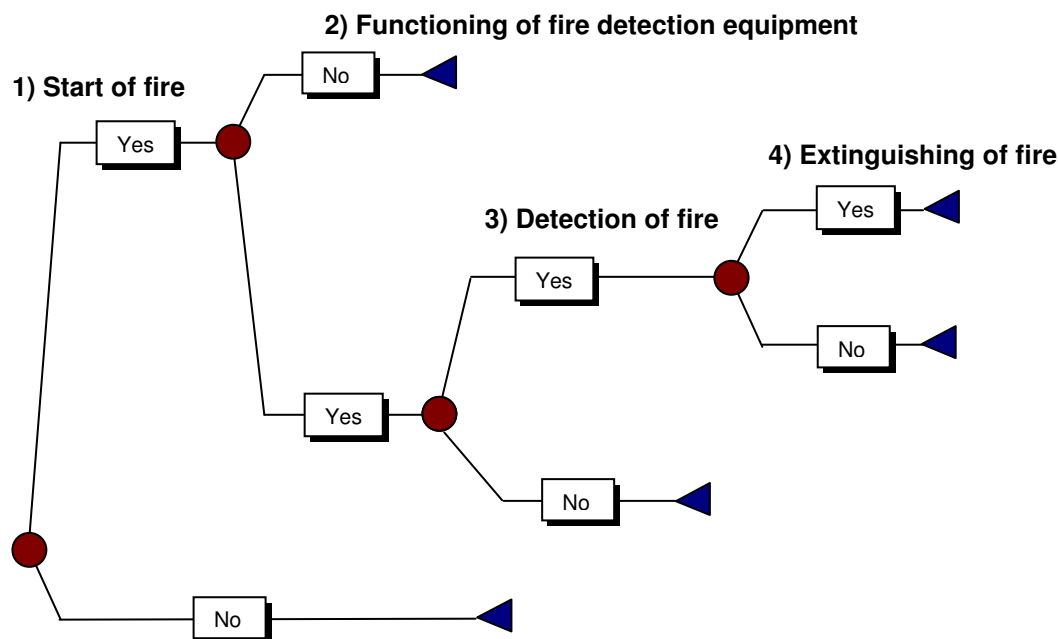 2) Functioning of fire detection equipment
No
1) Start of fire
Yes
4) Extinguishing of fire
Yes
3) Detection of fire
Yes
No
Yes
No
No